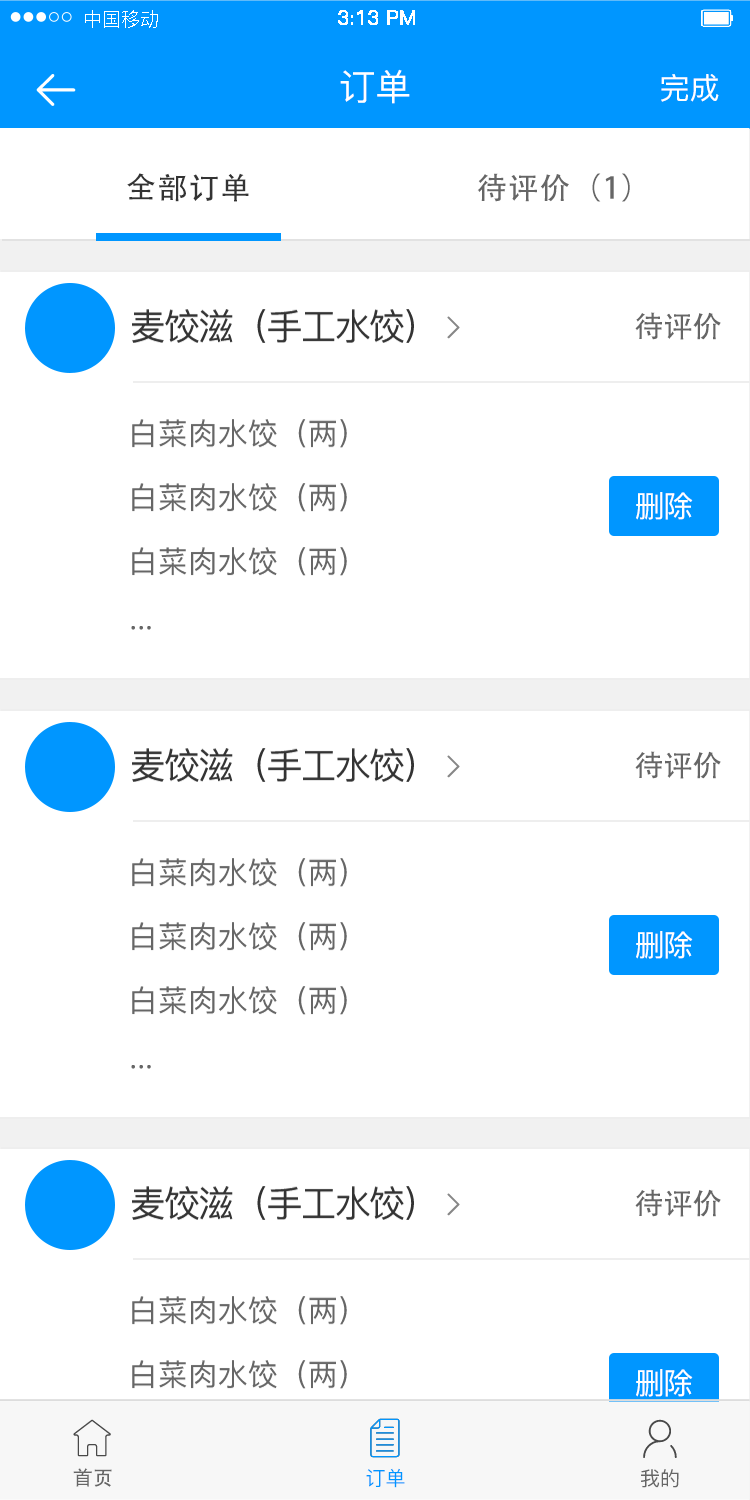 中国移动 3:13 PM
订单 完成
全部订单 待评价（1）
麦饺滋（手工水饺） 待评价
白菜肉水饺（两）
白菜肉水饺（两）
删除
白菜肉水饺（两）
...
麦饺滋（手工水饺） 待评价
白菜肉水饺（两）
白菜肉水饺（两）
删除
白菜肉水饺（两）
...
麦饺滋（手工水饺） 待评价
白菜肉水饺（两）
白菜肉水饺（两）
删除
首页 订单 我的